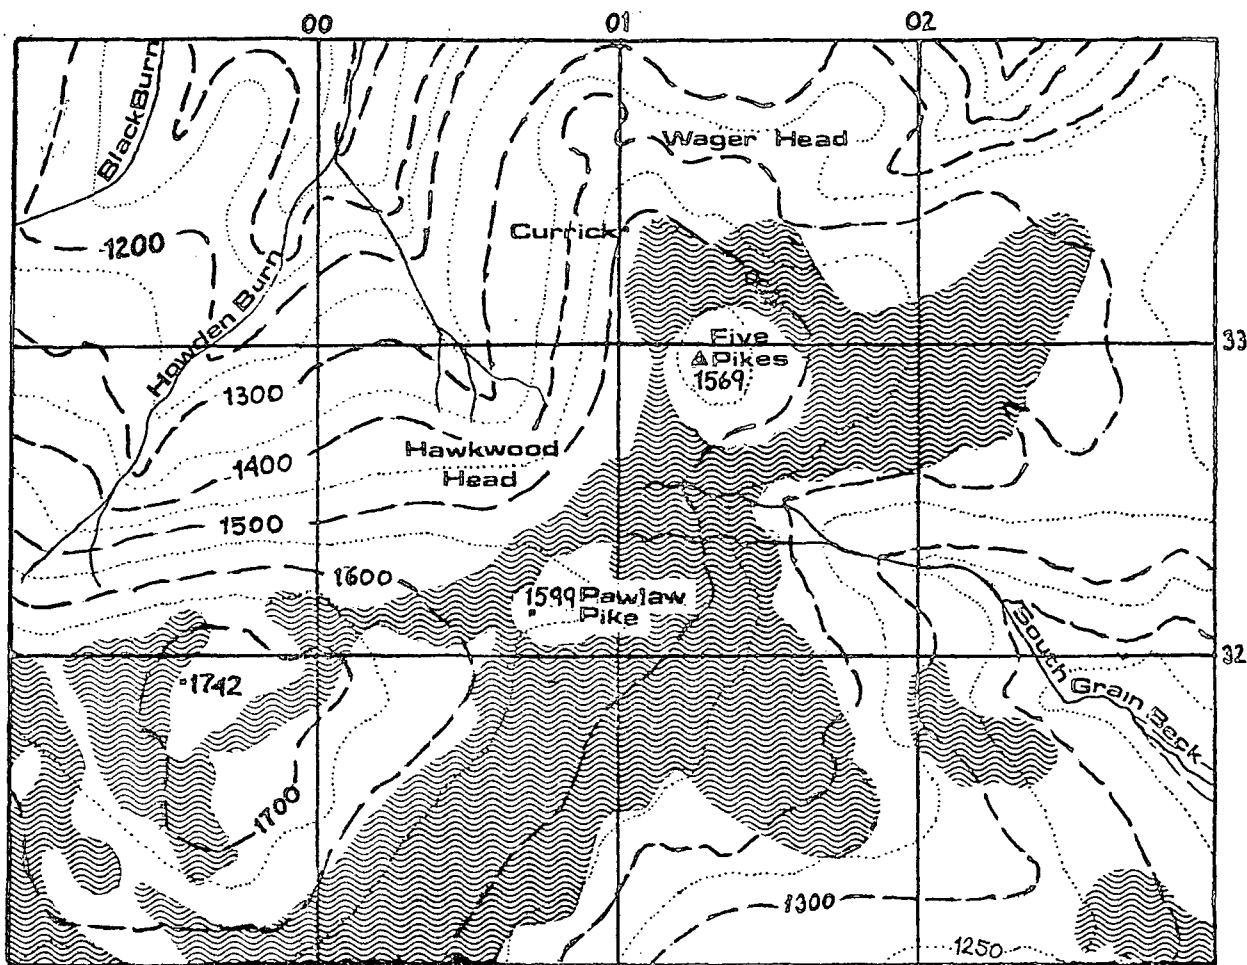 00
01
02
Black Burn
Wager Head
Currick
1200
Howden Burn
33
Five
Pikes
1569
1300
Hawkwood
Head
1400
1500
1600
1599 Pawlaw
Pike
South Grain Beck
32
1742
1700
1300
1250